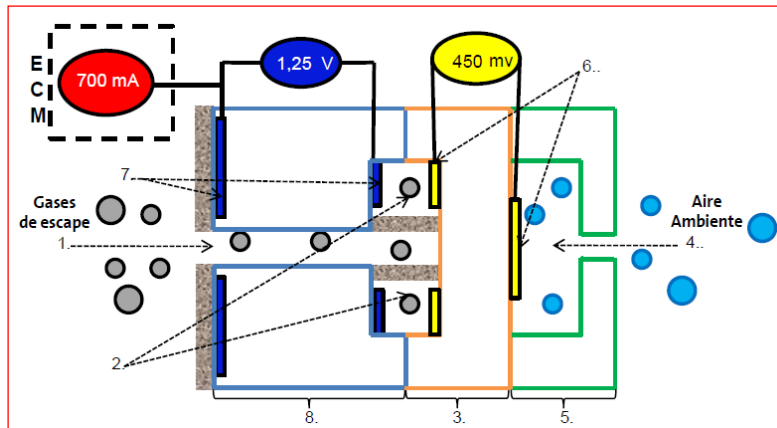 E
C
M
700 mA
1,25 V
450 mv
6..
7
Gases
de escape
1.
Aire
Ambiente
4..
2.
8.
3.
5.